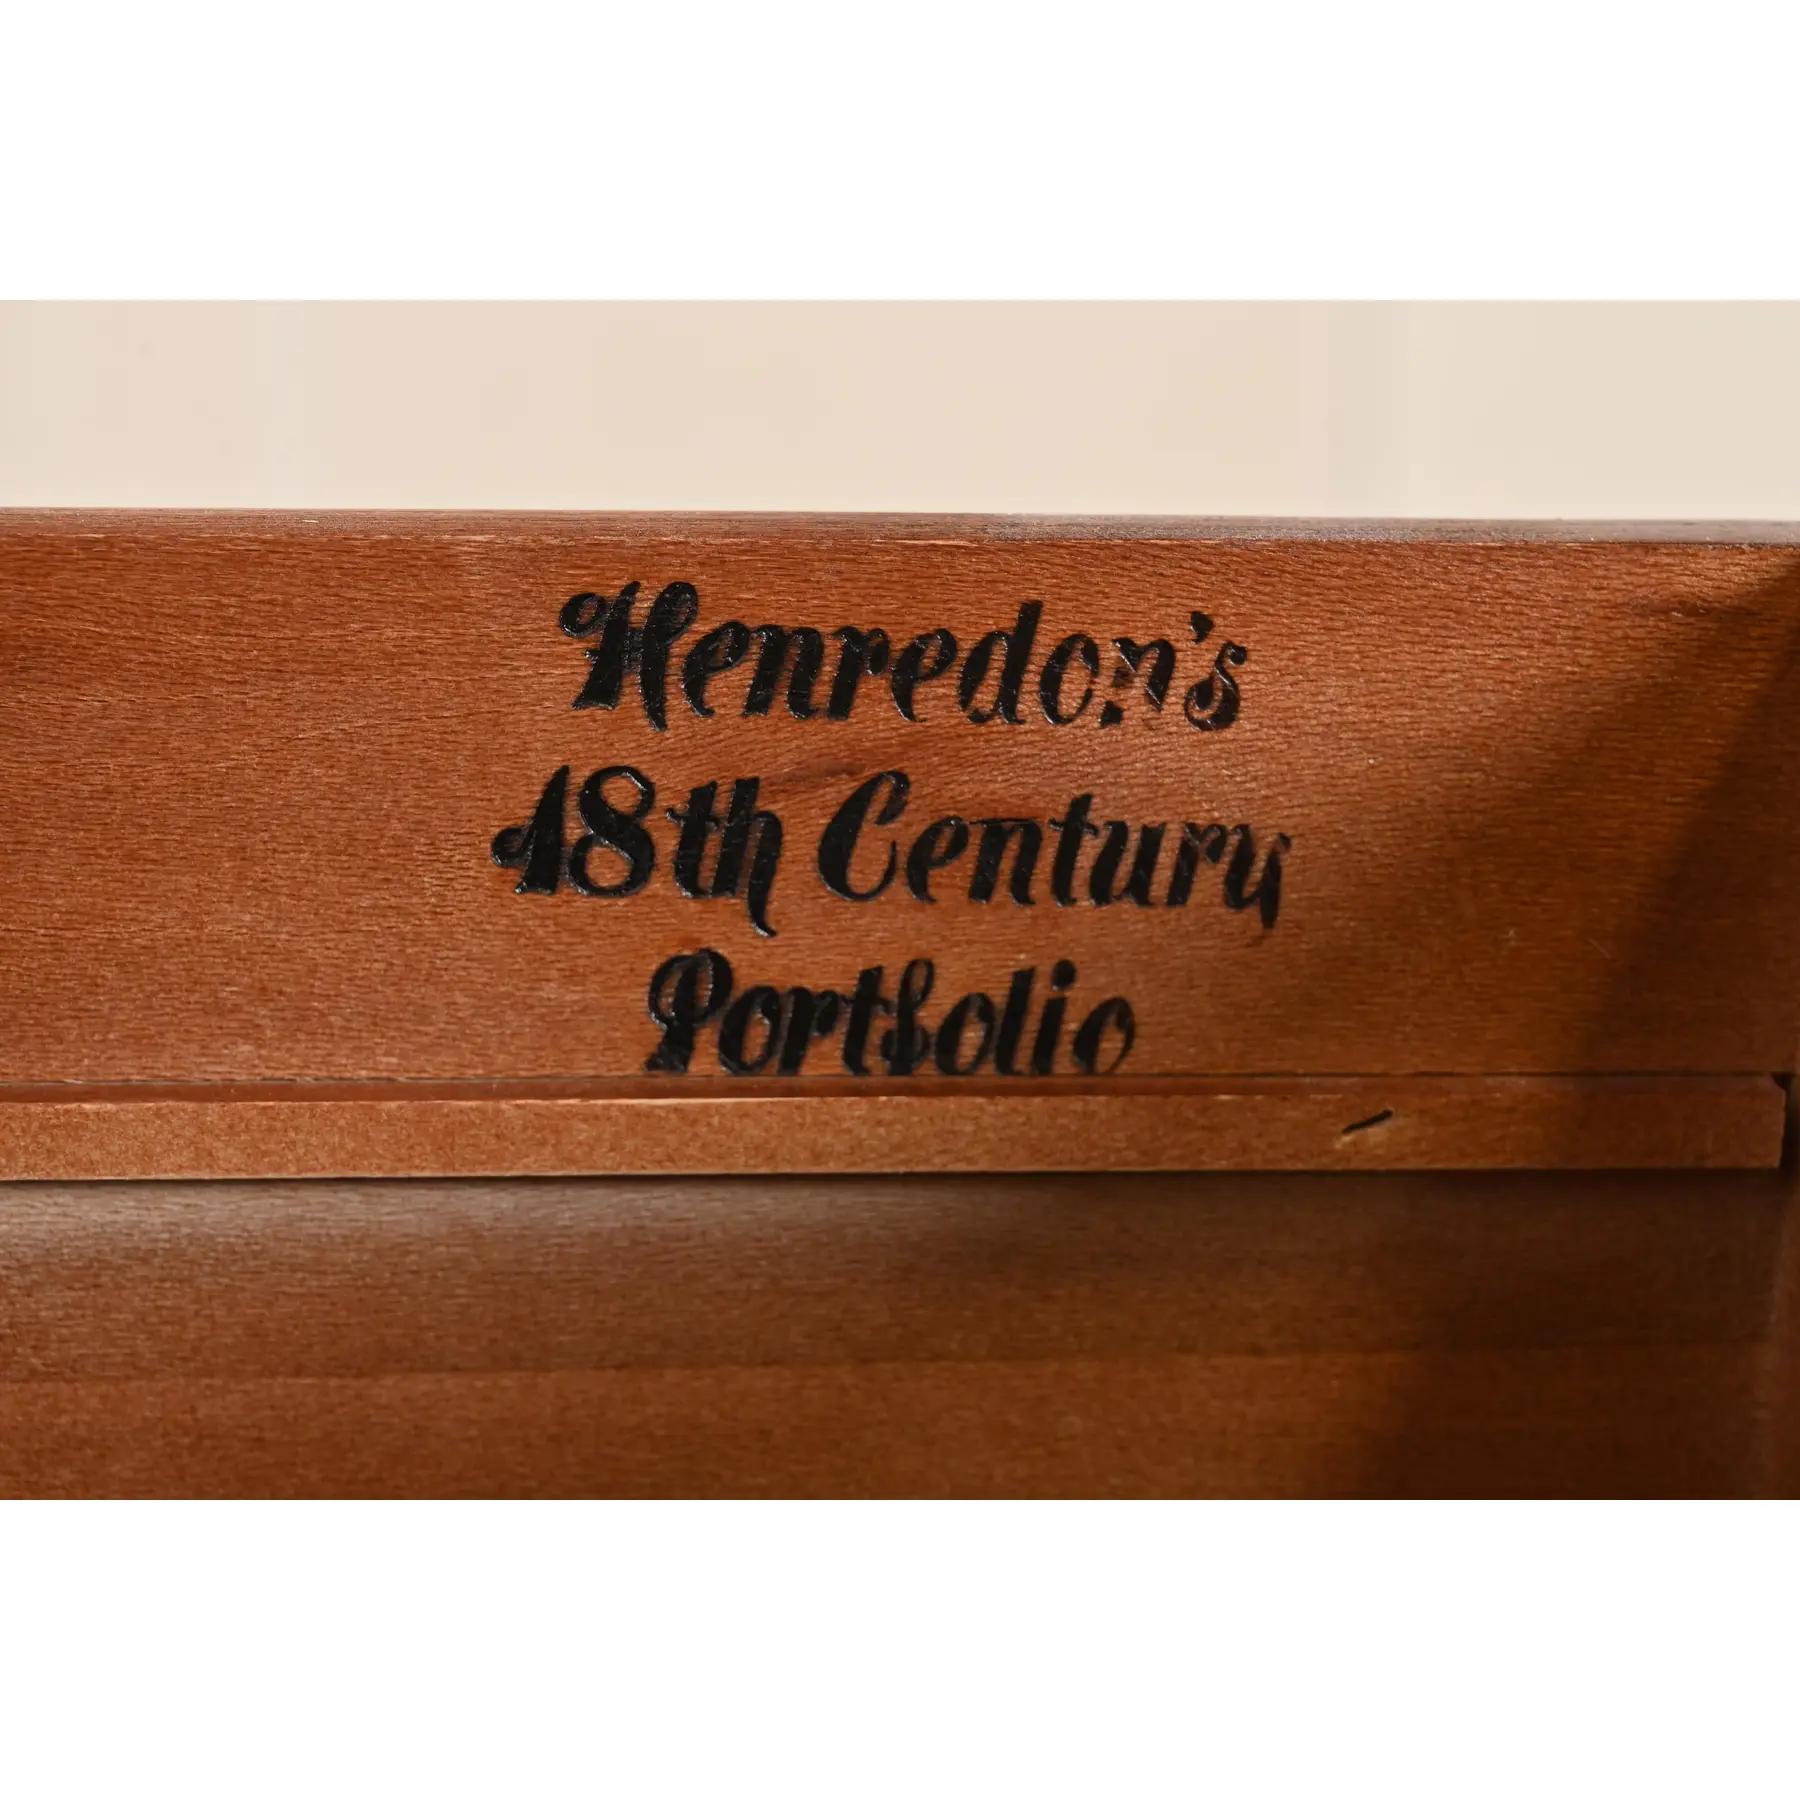 Henredon's
18th Century
Portfolio